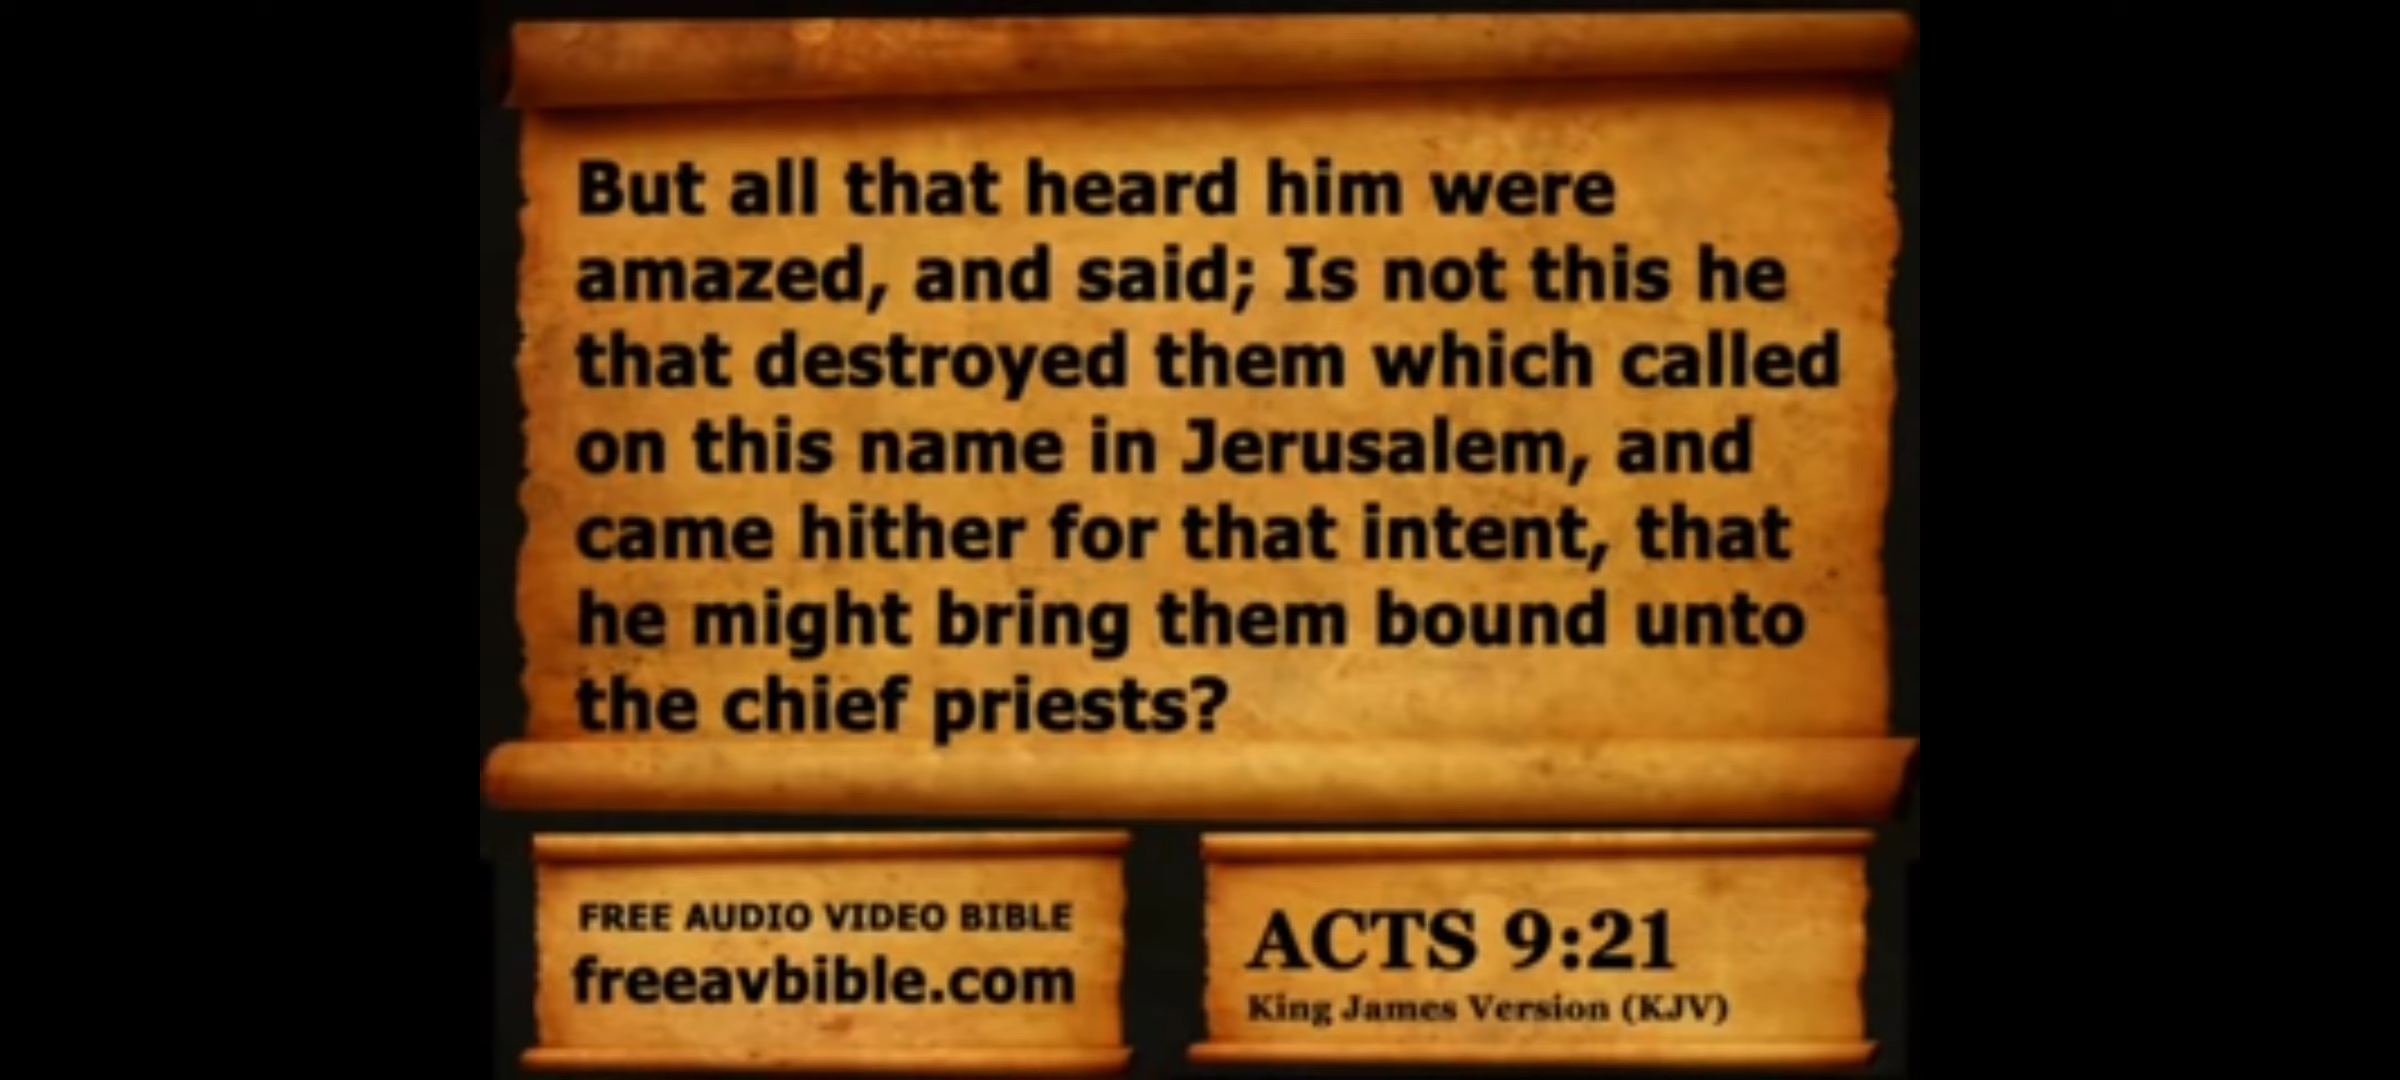 But all that heard him were
amazed, and said; Is not this he
that destroyed them which called
on this name in Jerusalem, and
came hither for that intent, that
he might bring them bound unto
the chief priests?
FREE AUDIO VIDEO BIBLE
freeavbible.com
ACTS 9:21
King James Version (KJV)